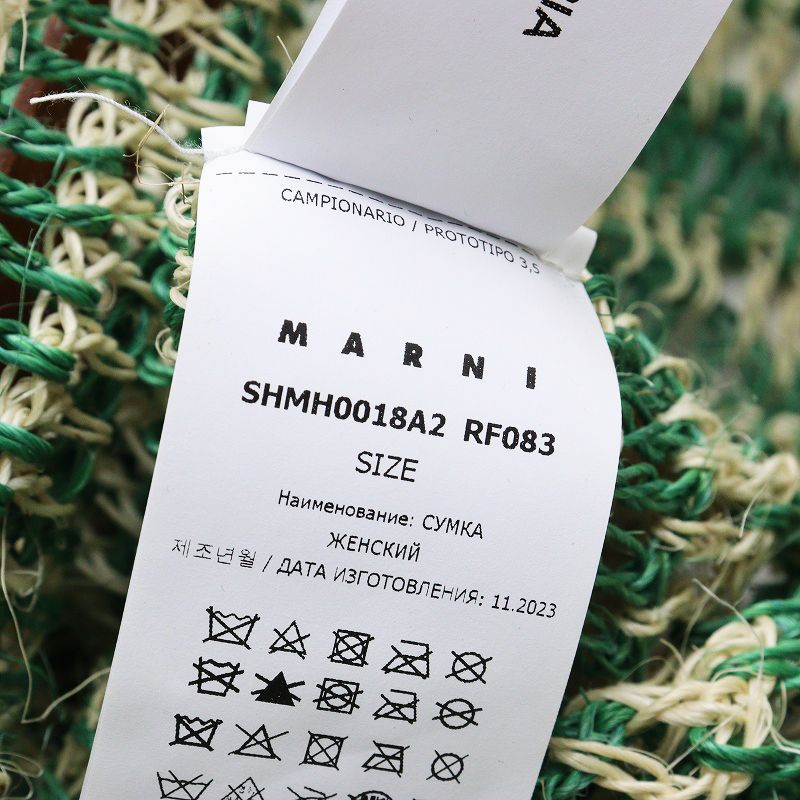 CAMPIONARIO / PROTOTIPO 3,5
MARNI
SHMH0018A2 RF083
SIZE
Наименование: СУМКА
ЖЕНСКИЙ
제조년월 / ДАТА ИЗГОТОВЛЕНИЯ: 11.2023